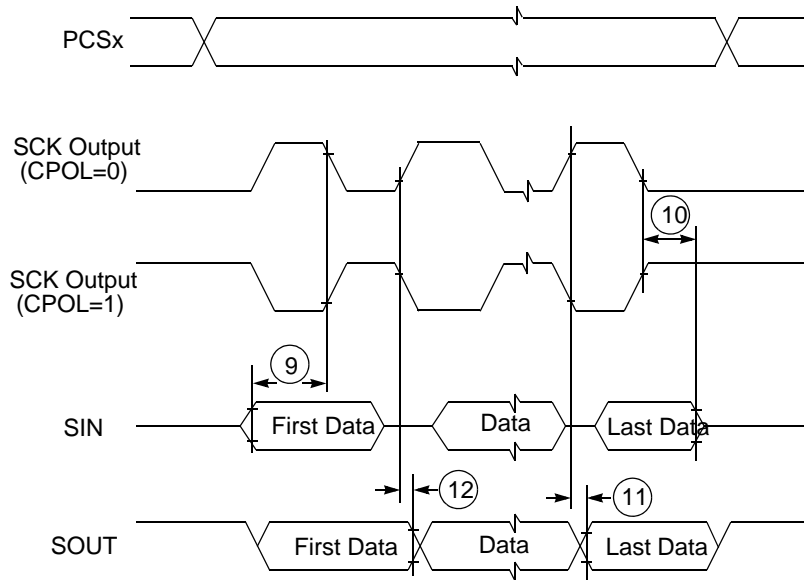 PCSx
SCK Output
(CPOL=0)
10
SCK Output
(CPOL=1)
9
SIN
First Data
Data
Last Data
12
11
SOUT
First Data
Data
Last Data